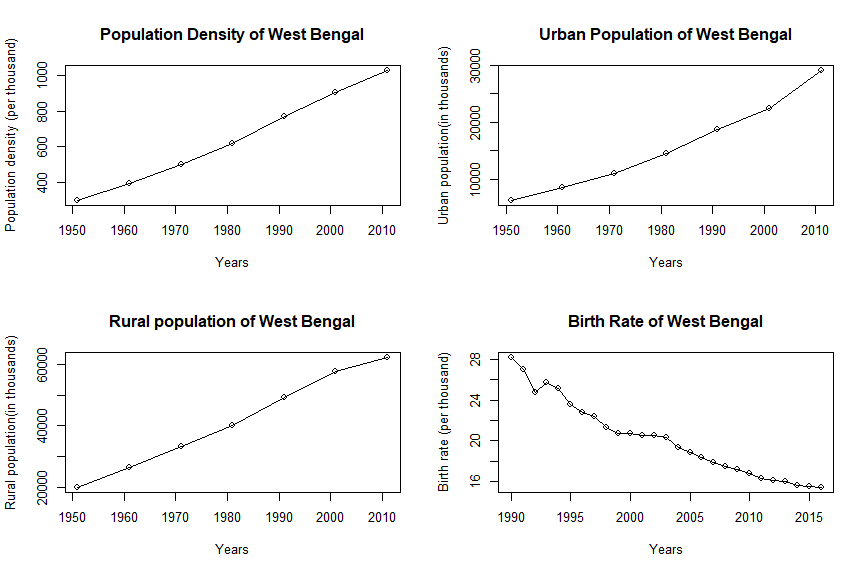 Population Density of West Bengal
Population density (per thousand)
400 600 800 1000
1950 1960 1970 1980 1990 2000 2010
Years
Urban Population of West Bengal
Urban population(in thousands)
10000 20000 30000
1950 1960 1970 1980 1990 2000 2010
Years
Rural population of West Bengal
Rural population(in thousands)
20000 40000 60000
1950 1960 1970 1980 1990 2000 2010
Years
Birth Rate of West Bengal
Birth rate (per thousand)
16 20 24 28
1990 1995 2000 2005 2010 2015
Years